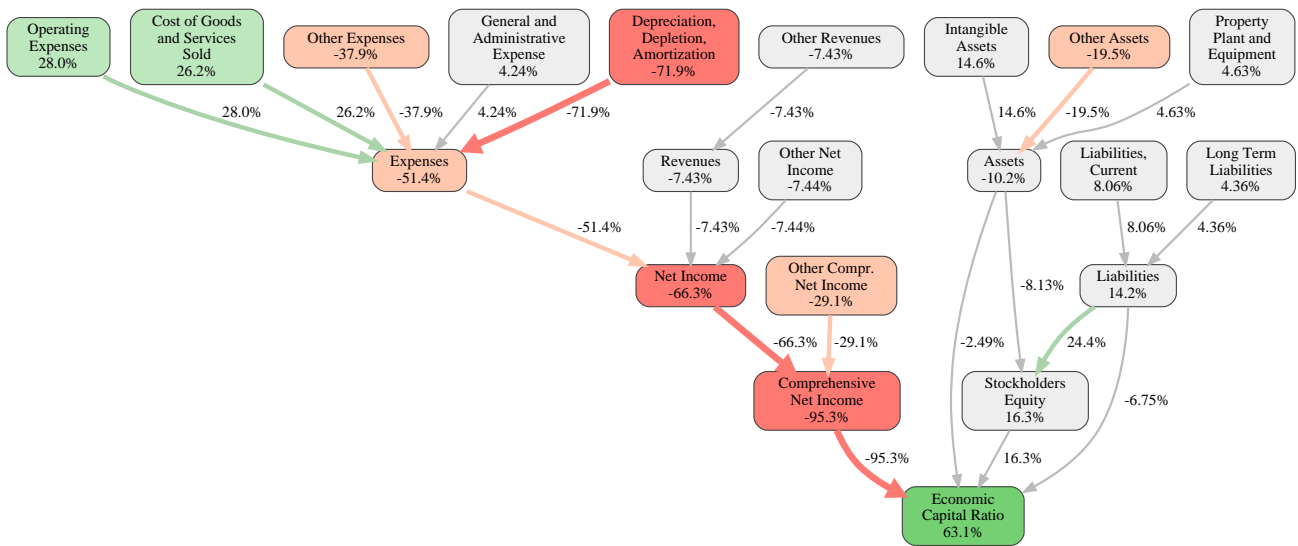 Operating
Expenses
28.0%
Cost of Goods
and Services
Sold
26.2%
Other Expenses
-37.9%
General and
Administrative
Expense
4.24%
Depreciation,
Depletion,
Amortization
-71.9%
Other Revenues
-7.43%
Intangible
Assets
14.6%
Other Assets
-19.5%
Property
Plant and
Equipment
4.63%
28.0%
26.2%
-37.9%
4.24%
-71.9%
-7.43%
14.6%
-19.5%
4.63%
Expenses
-51.4%
Revenues
-7.43%
Other Net
Income
-7.44%
Assets
-10.2%
Liabilities,
Current
8.06%
Long Term
Liabilities
4.36%
-51.4%
-7.43%
-7.44%
8.06%
4.36%
Net Income
-66.3%
Other Compr.
Net Income
-29.1%
-8.13%
Liabilities
14.2%
-66.3%
-29.1%
-2.49%
24.4%
Comprehensive
Net Income
-95.3%
Stockholders
Equity
16.3%
-6.75%
-95.3%
16.3%
Economic
Capital Ratio
63.1%